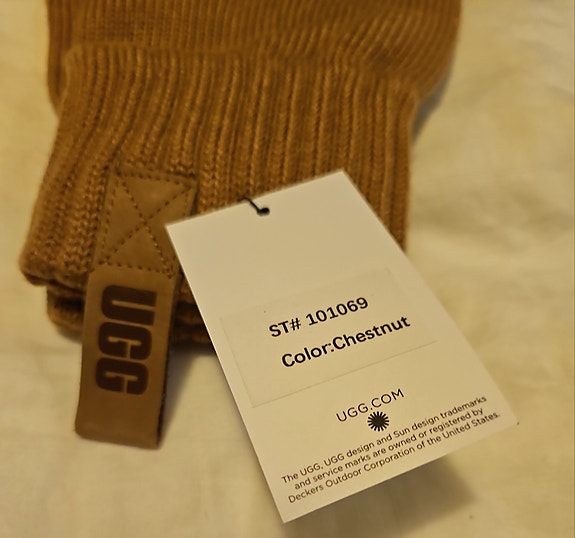 UGG
ST# 101069
Color:Chestnut
UGG.COM
The UGG, UGG design and Sun design trademarks
and service marks are owned or registered by
Deckers Outdoor Corporation of the United States.